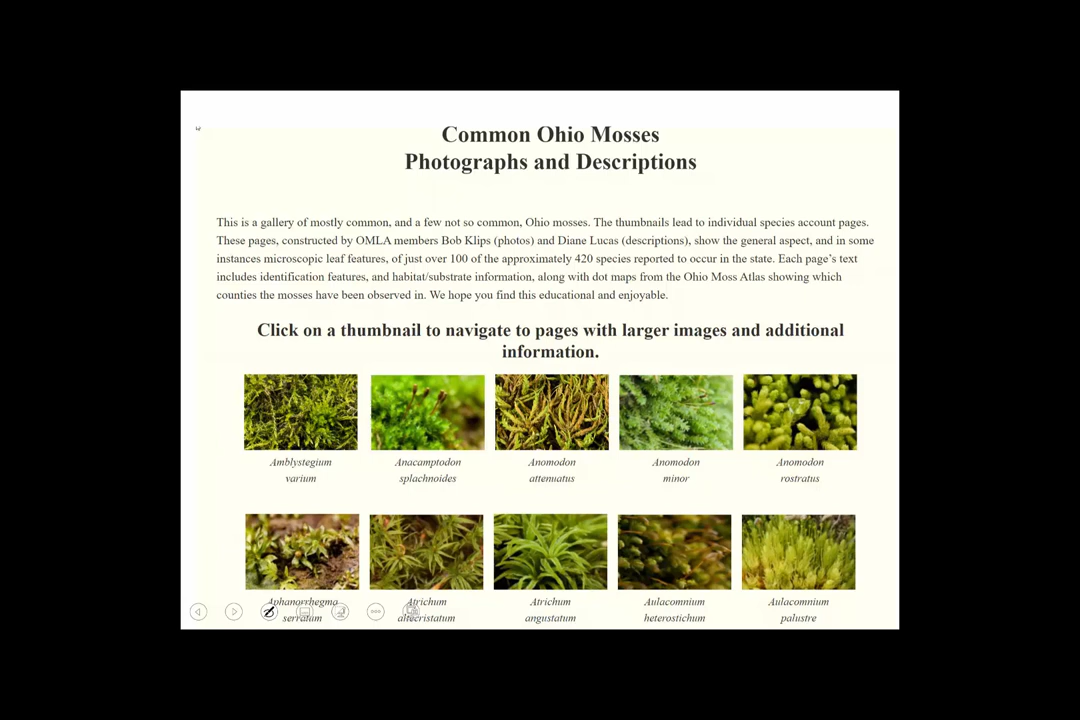 Common Ohio Mosses
Photographs and Descriptions
This is a gallery of mostly common, and a few not so common, Ohio mosses. The thumbnails lead to individual species account pages.
These pages, constructed by OMLA members Bob Klips (photos) and Diane Lucas (descriptions), show the general aspect, and in some
instances microscopic leaf features, of just over 100 of the approximately 420 species reported to occur in the state. Each page’s text
includes identification features, and habitat/substrate information, along with dot maps from the Ohio Moss Atlas showing which
counties the mosses have been observed in. We hope you find this educational and enjoyable.
Click on a thumbnail to navigate to pages with larger images and additional
information.
Amblystegium
varium
Anacamptodon
splachnoides
Anomodon
attenuatus
Anomodon
minor
Anomodon
rostratus
Aphanorrhegma
serratum
Atrichum
altecristatum
Atrichum
angustatum
Aulacomnium
heterostichum
Aulacomnium
palustre